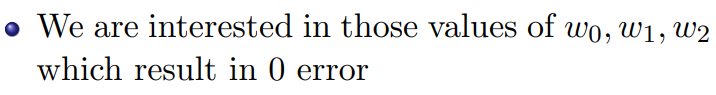 • We are interested in those values of w₀, w₁, w₂
which result in 0 error